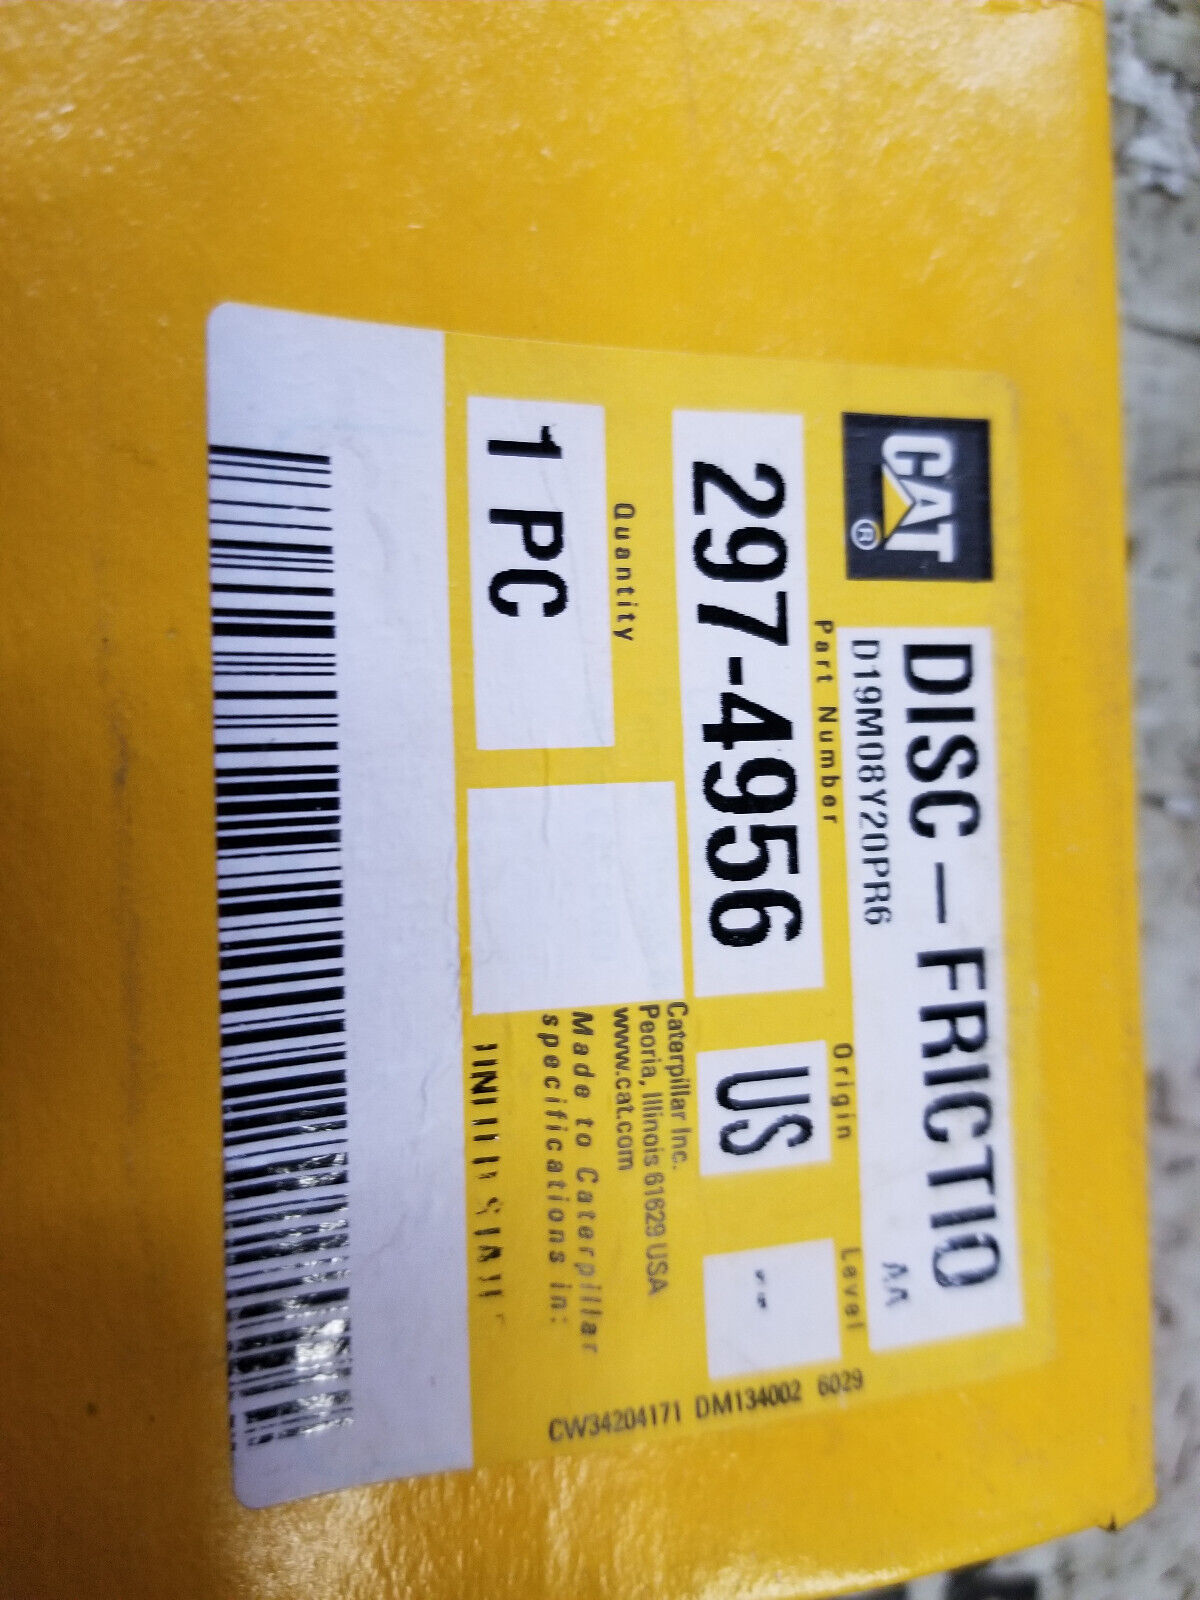 CAT ®
DISC-FRICTIO
D19M08Y20PR6
AA
Part Number
297-4956
Origin
US
Level
Quantity
1 PC
Caterpillar Inc.
Peoria, Illinois 61629 USA
www.cat.com
Made to Caterpillar
specifications in:
CW34204171 DM134002 6029